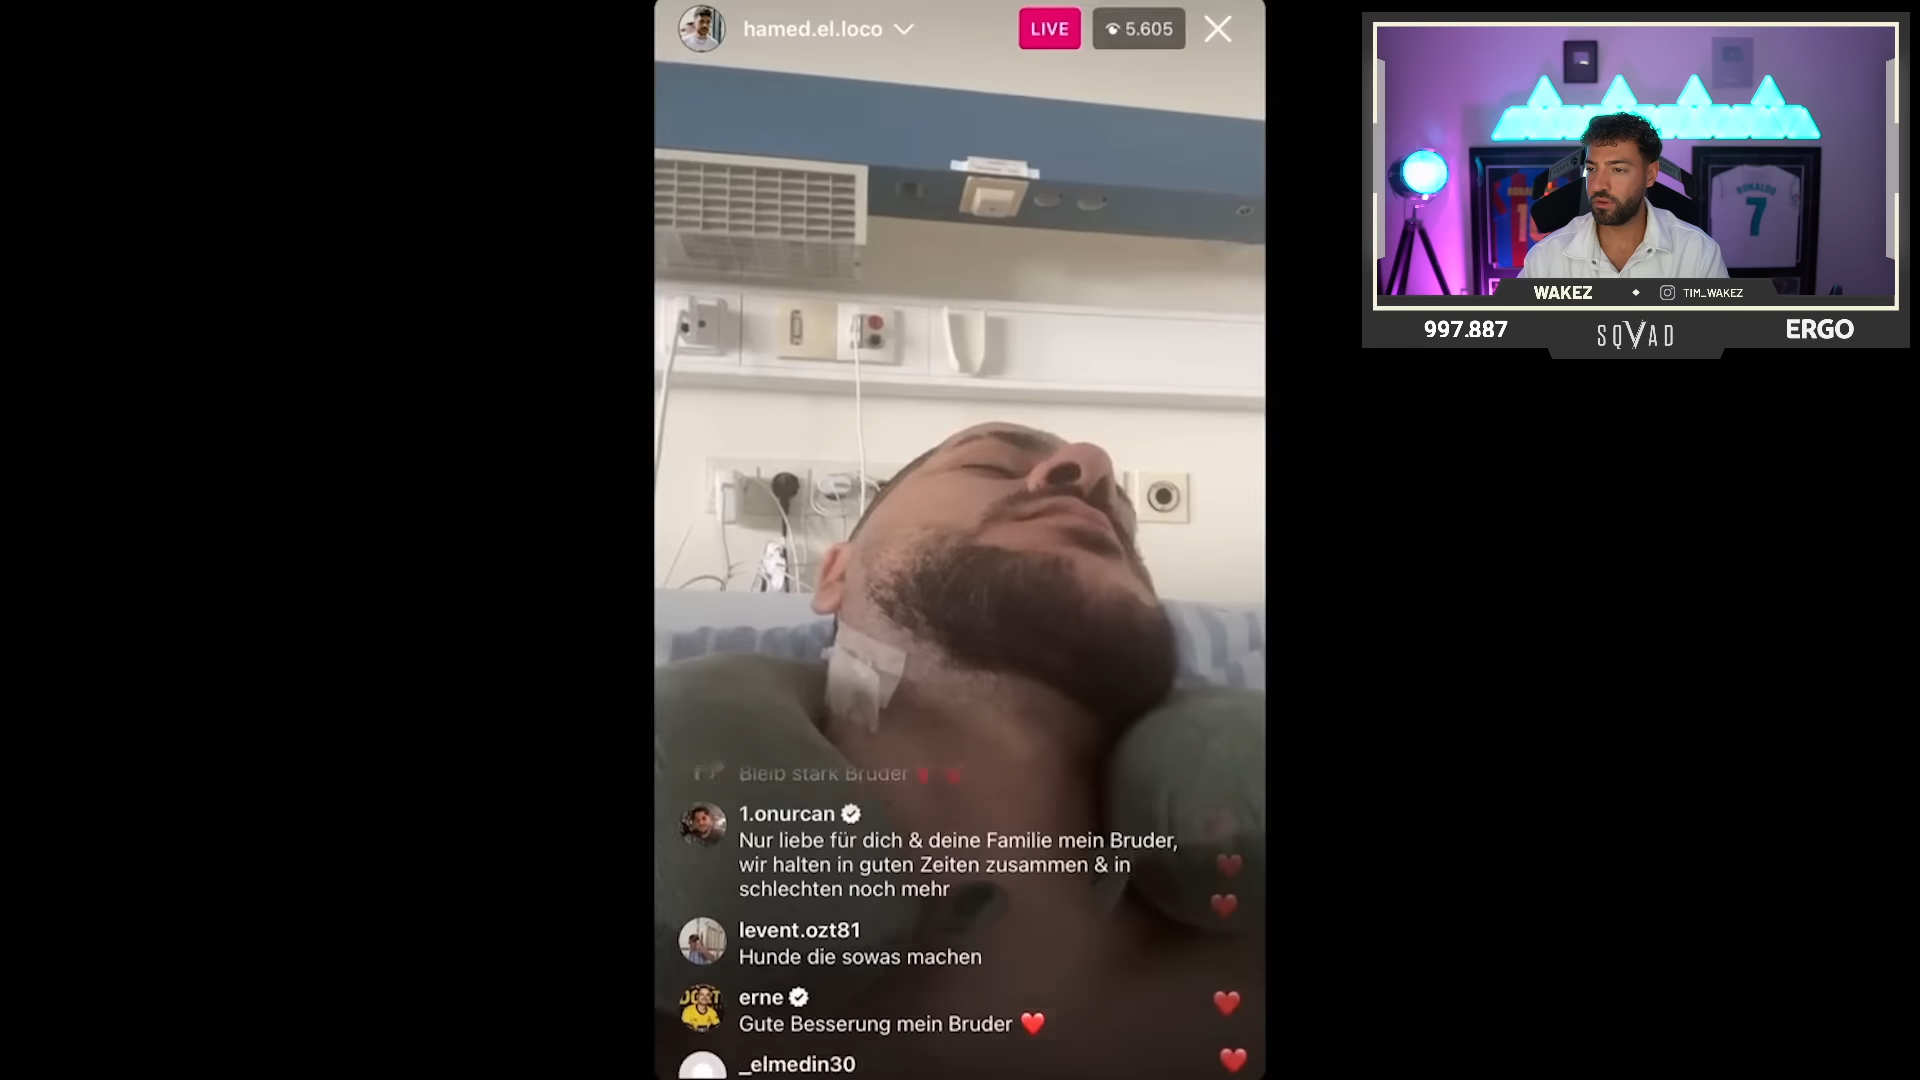 hamed.el.loco
LIVE
5.605
Bleib stark Bruder
1.onurcan
Nur liebe für dich & deine Familie mein Bruder,
wir halten in guten Zeiten zusammen & in
schlechten noch mehr
levent.ozt81
Hunde die sowas machen
erne
Gute Besserung mein Bruder ❤️
_elmedin30
RONALDO
7
WAKEZ
TIM_WAKEZ
997.887
SQVAD
ERGO